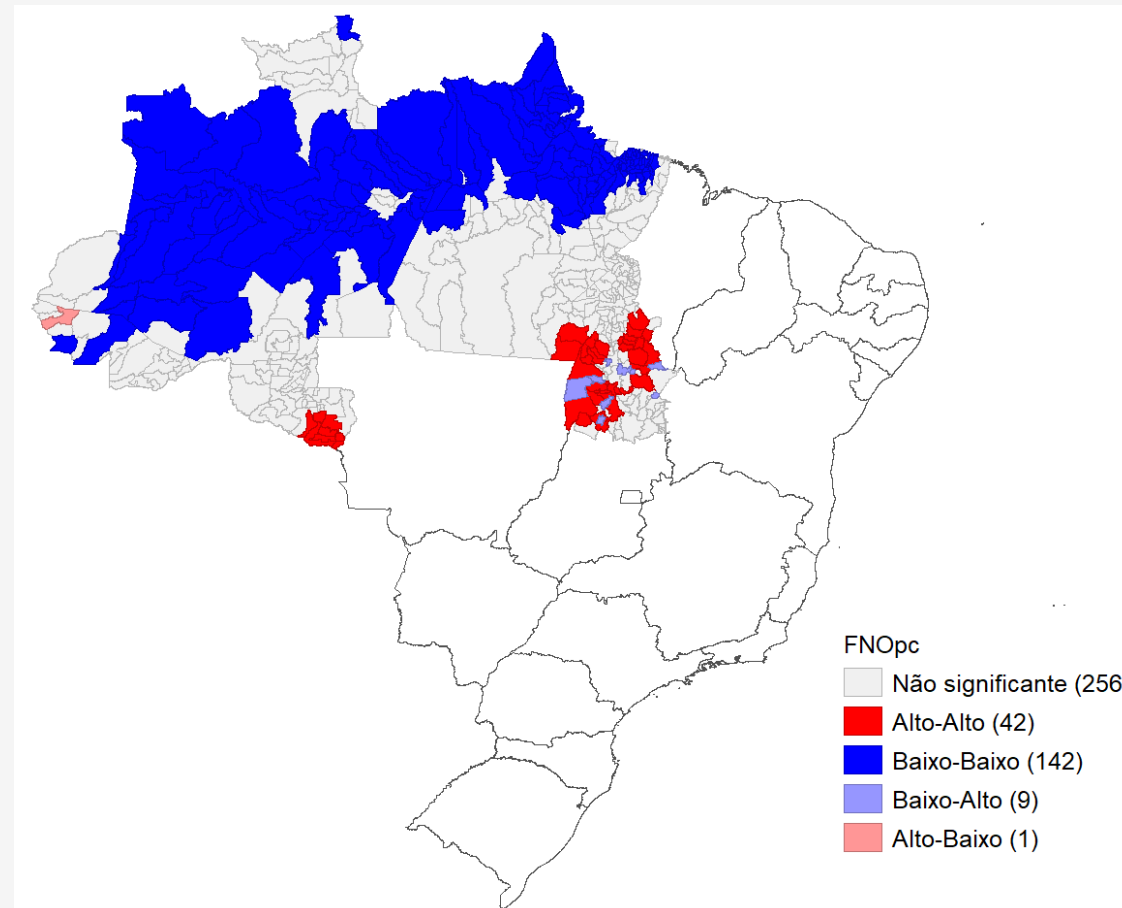 FNOpc
Não significante (256
Alto-Alto (42)
Baixo-Baixo (142)
Baixo-Alto (9)
Alto-Baixo (1)